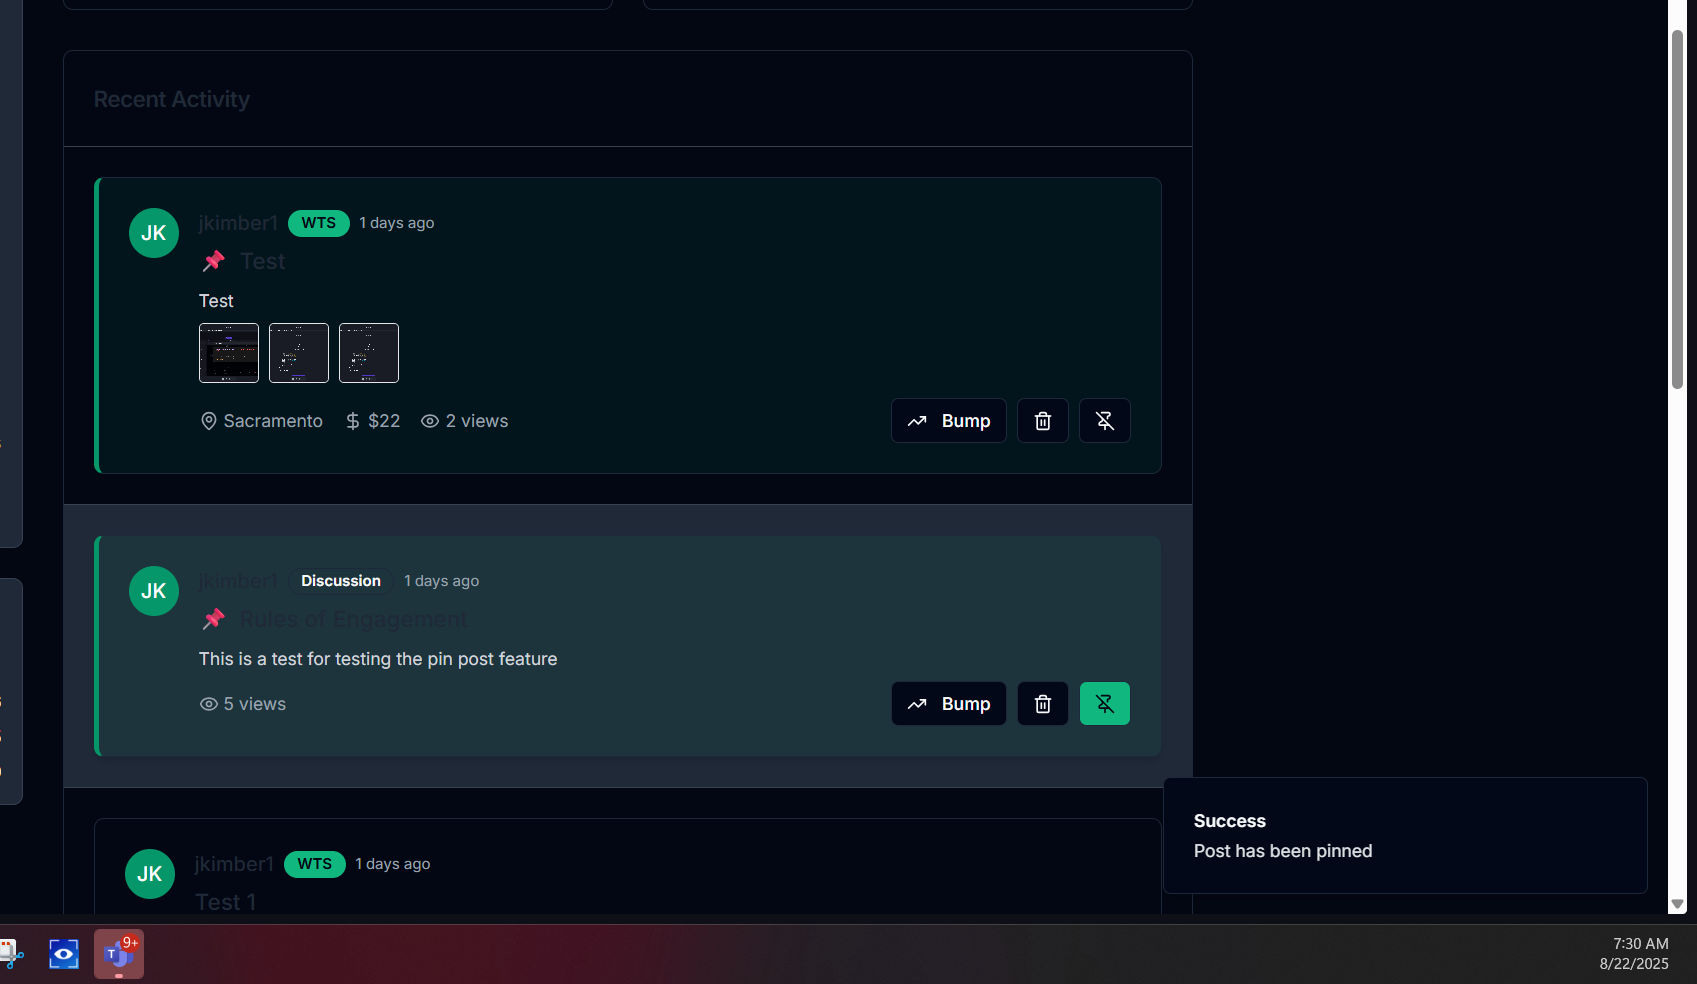 Recent Activity
JK
jkimber1 WTS 1 days ago
Test
Test
Sacramento $22 2 views
Bump
JK
jkimber1 Discussion 1 days ago
Rules of Engagement
This is a test for testing the pin post feature
5 views
Bump
Success
Post has been pinned
JK
jkimber1 WTS 1 days ago
Test 1
T 9+
7:30 AM
8/22/2025